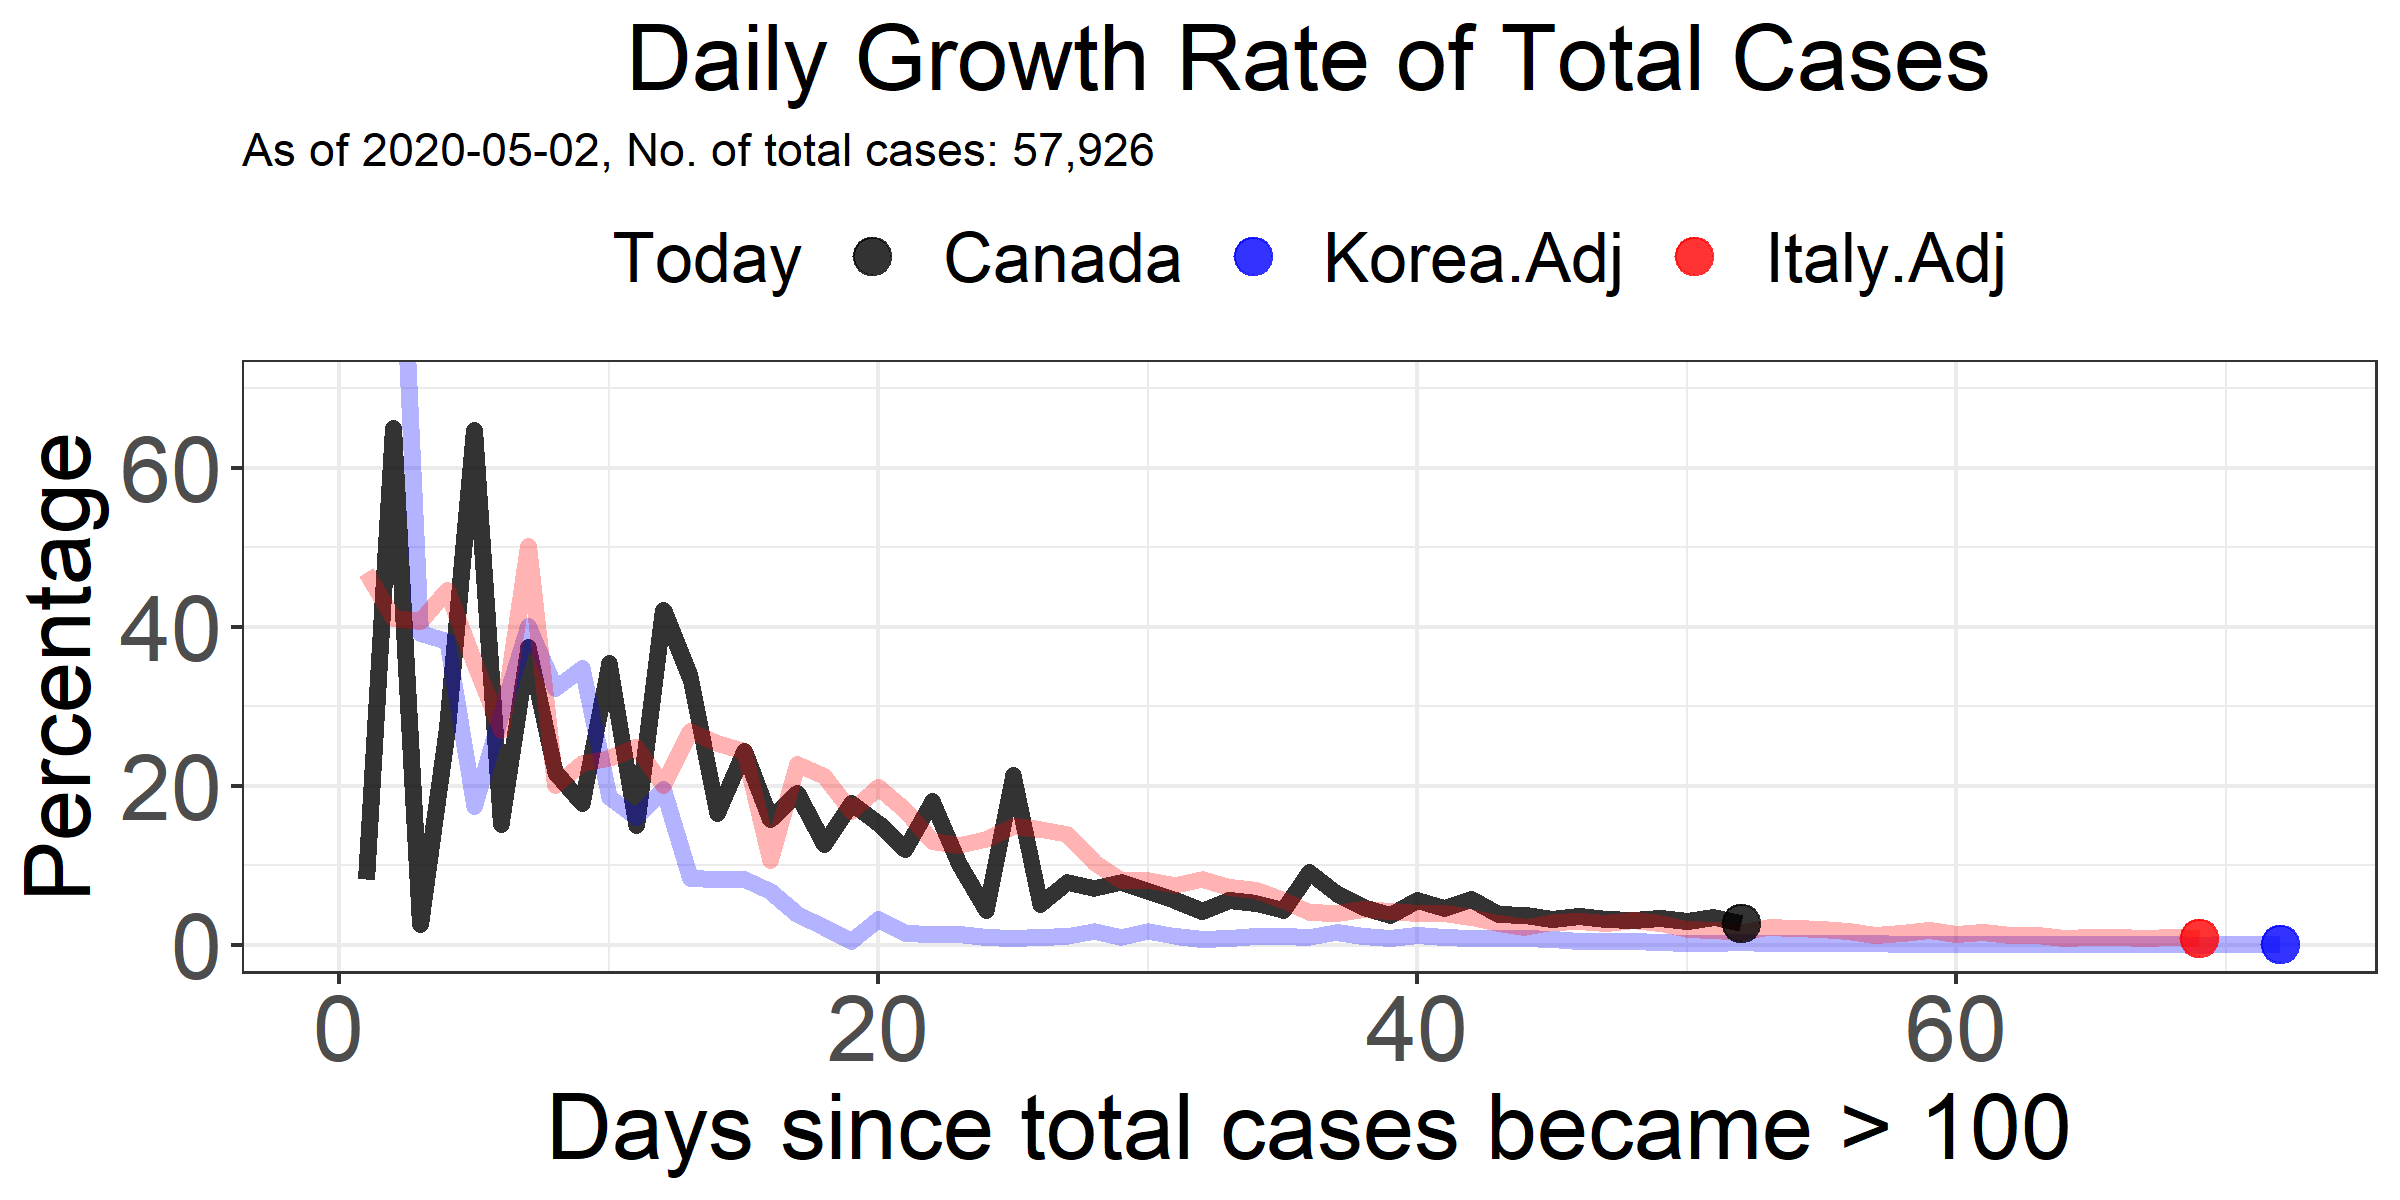 Daily Growth Rate of Total Cases
As of 2020-05-02, No. of total cases: 57,926
Today Canada Korea.Adj Italy.Adj
Percentage
60
40
20
0
0 20 40 60
Days since total cases became > 100